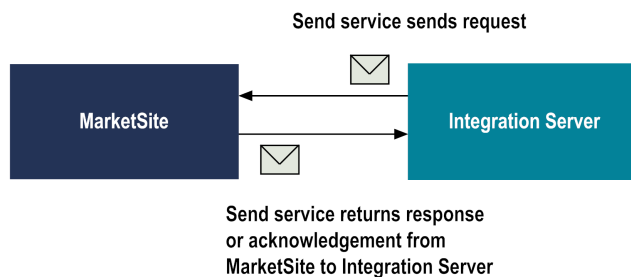 Send service sends request
MarketSite
Integration Server
Send service returns response
or acknowledgement from
MarketSite to Integration Server